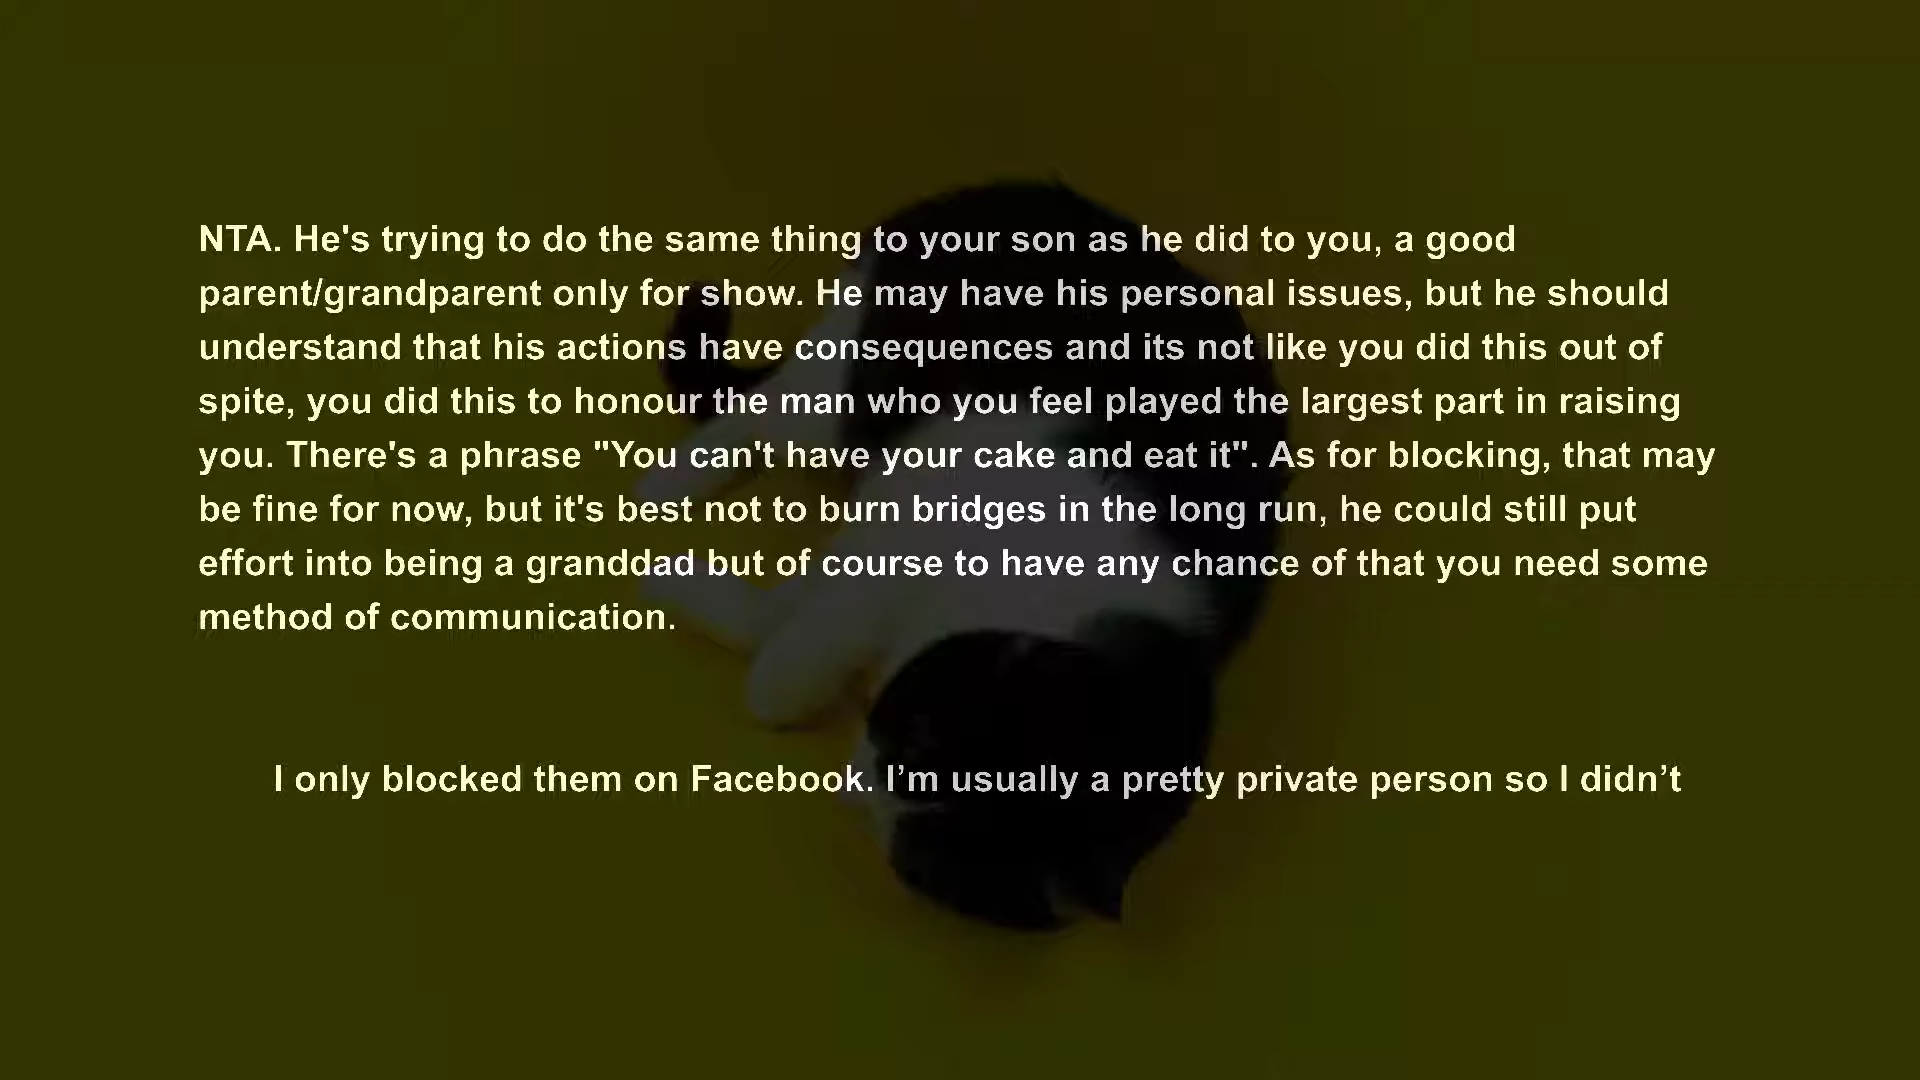 NTA. He's trying to do the same thing to your son as he did to you, a good
parent/grandparent only for show. He may have his personal issues, but he should
understand that his actions have consequences and its not like you did this out of
spite, you did this to honour the man who you feel played the largest part in raising
you. There's a phrase "You can't have your cake and eat it". As for blocking, that may
be fine for now, but it's best not to burn bridges in the long run, he could still put
effort into being a granddad but of course to have any chance of that you need some
method of communication.
I only blocked them on Facebook. I’m usually a pretty private person so I didn’t